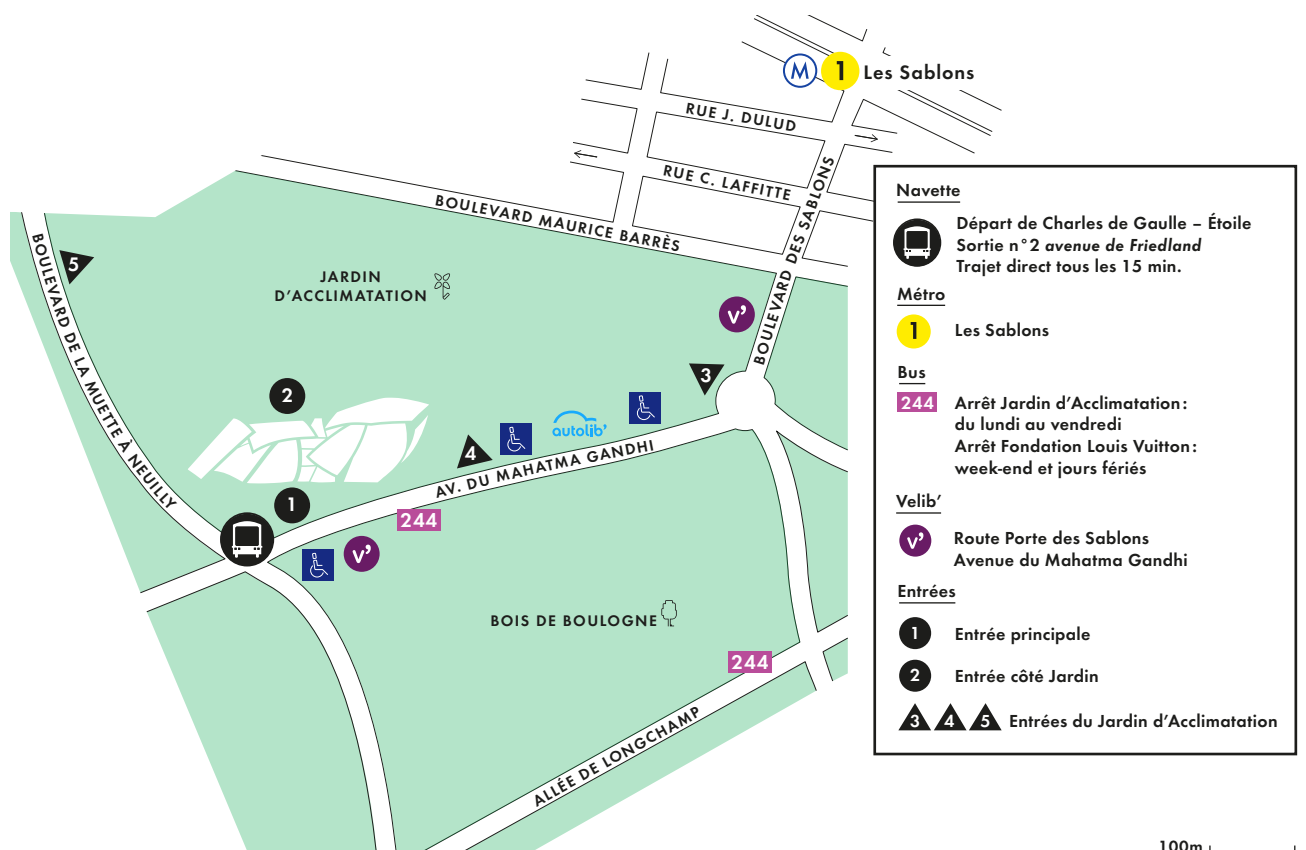 M 1 Les Sablons
RUE J. DULUD
RUE C. LAFFITTE
BOULEVARD MAURICE BARRÈS
BOULEVARD DES SABLONS
BOULEVARD DE LA MUETTE À NEUILLY
5
JARDIN
D'ACCLIMATATION
V'
3
2
autolib'
4
AV. DU MAHATMA GANDHI
1
244
V'
BOIS DE BOULOGNE
244
ALLÉE DE LONGCHAMP
Navette
Départ de Charles de Gaulle – Étoile
Sortie n°2 avenue de Friedland
Trajet direct tous les 15 min.
Métro
1 Les Sablons
Bus
244 Arrêt Jardin d'Acclimatation :
du lundi au vendredi
Arrêt Fondation Louis Vuitton :
week-end et jours fériés
Velib'
V' Route Porte des Sablons
Avenue du Mahatma Gandhi
Entrées
1 Entrée principale
2 Entrée côté Jardin
3 4 5 Entrées du Jardin d'Acclimatation
100m